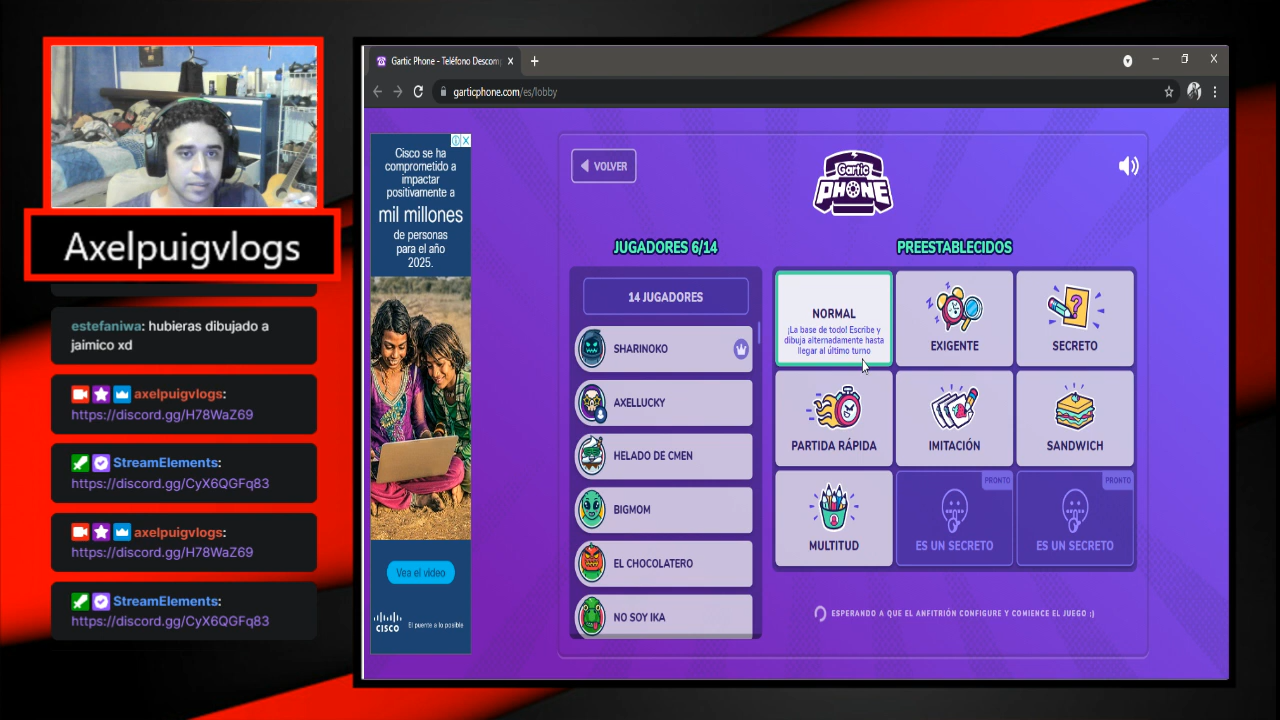 Axelpuigvlogs
estefaniwa: hubieras dibujado a
jaimico xd
axelpuigvlogs:
https://discord.gg/H78WaZ69
StreamElements:
https://discord.gg/CyX6QGFq83
axelpuigvlogs:
https://discord.gg/H78WaZ69
StreamElements:
https://discord.gg/CyX6QGFq83
Gartic Phone - Teléfono Descomp
garticphone.com/es/lobby
Cisco se ha
comprometido a
impactar
positivamente a
mil millones
de personas
para el año
2025.
Vea el video
CISCO
El puente a lo posible
VOLVER
Gartic
PHONE
JUGADORES 6/14
14 JUGADORES
SHARINOKO
AXELLUCKY
HELADO DE CMEN
BIGMOM
EL CHOCOLATERO
NO SOY IKA
PREESTABLECIDOS
NORMAL
¡La base de todo! Escribe y
dibuja alternadamente hasta
llegar al último turno
EXIGENTE
SECRETO
PARTIDA RÁPIDA
IMITACIÓN
SANDWICH
MULTITUD
PRONTO
ES UN SECRETO
PRONTO
ES UN SECRETO
ESPERANDO A QUE EL ANFITRIÓN CONFIGURE Y COMIENCE EL JUEGO ;)